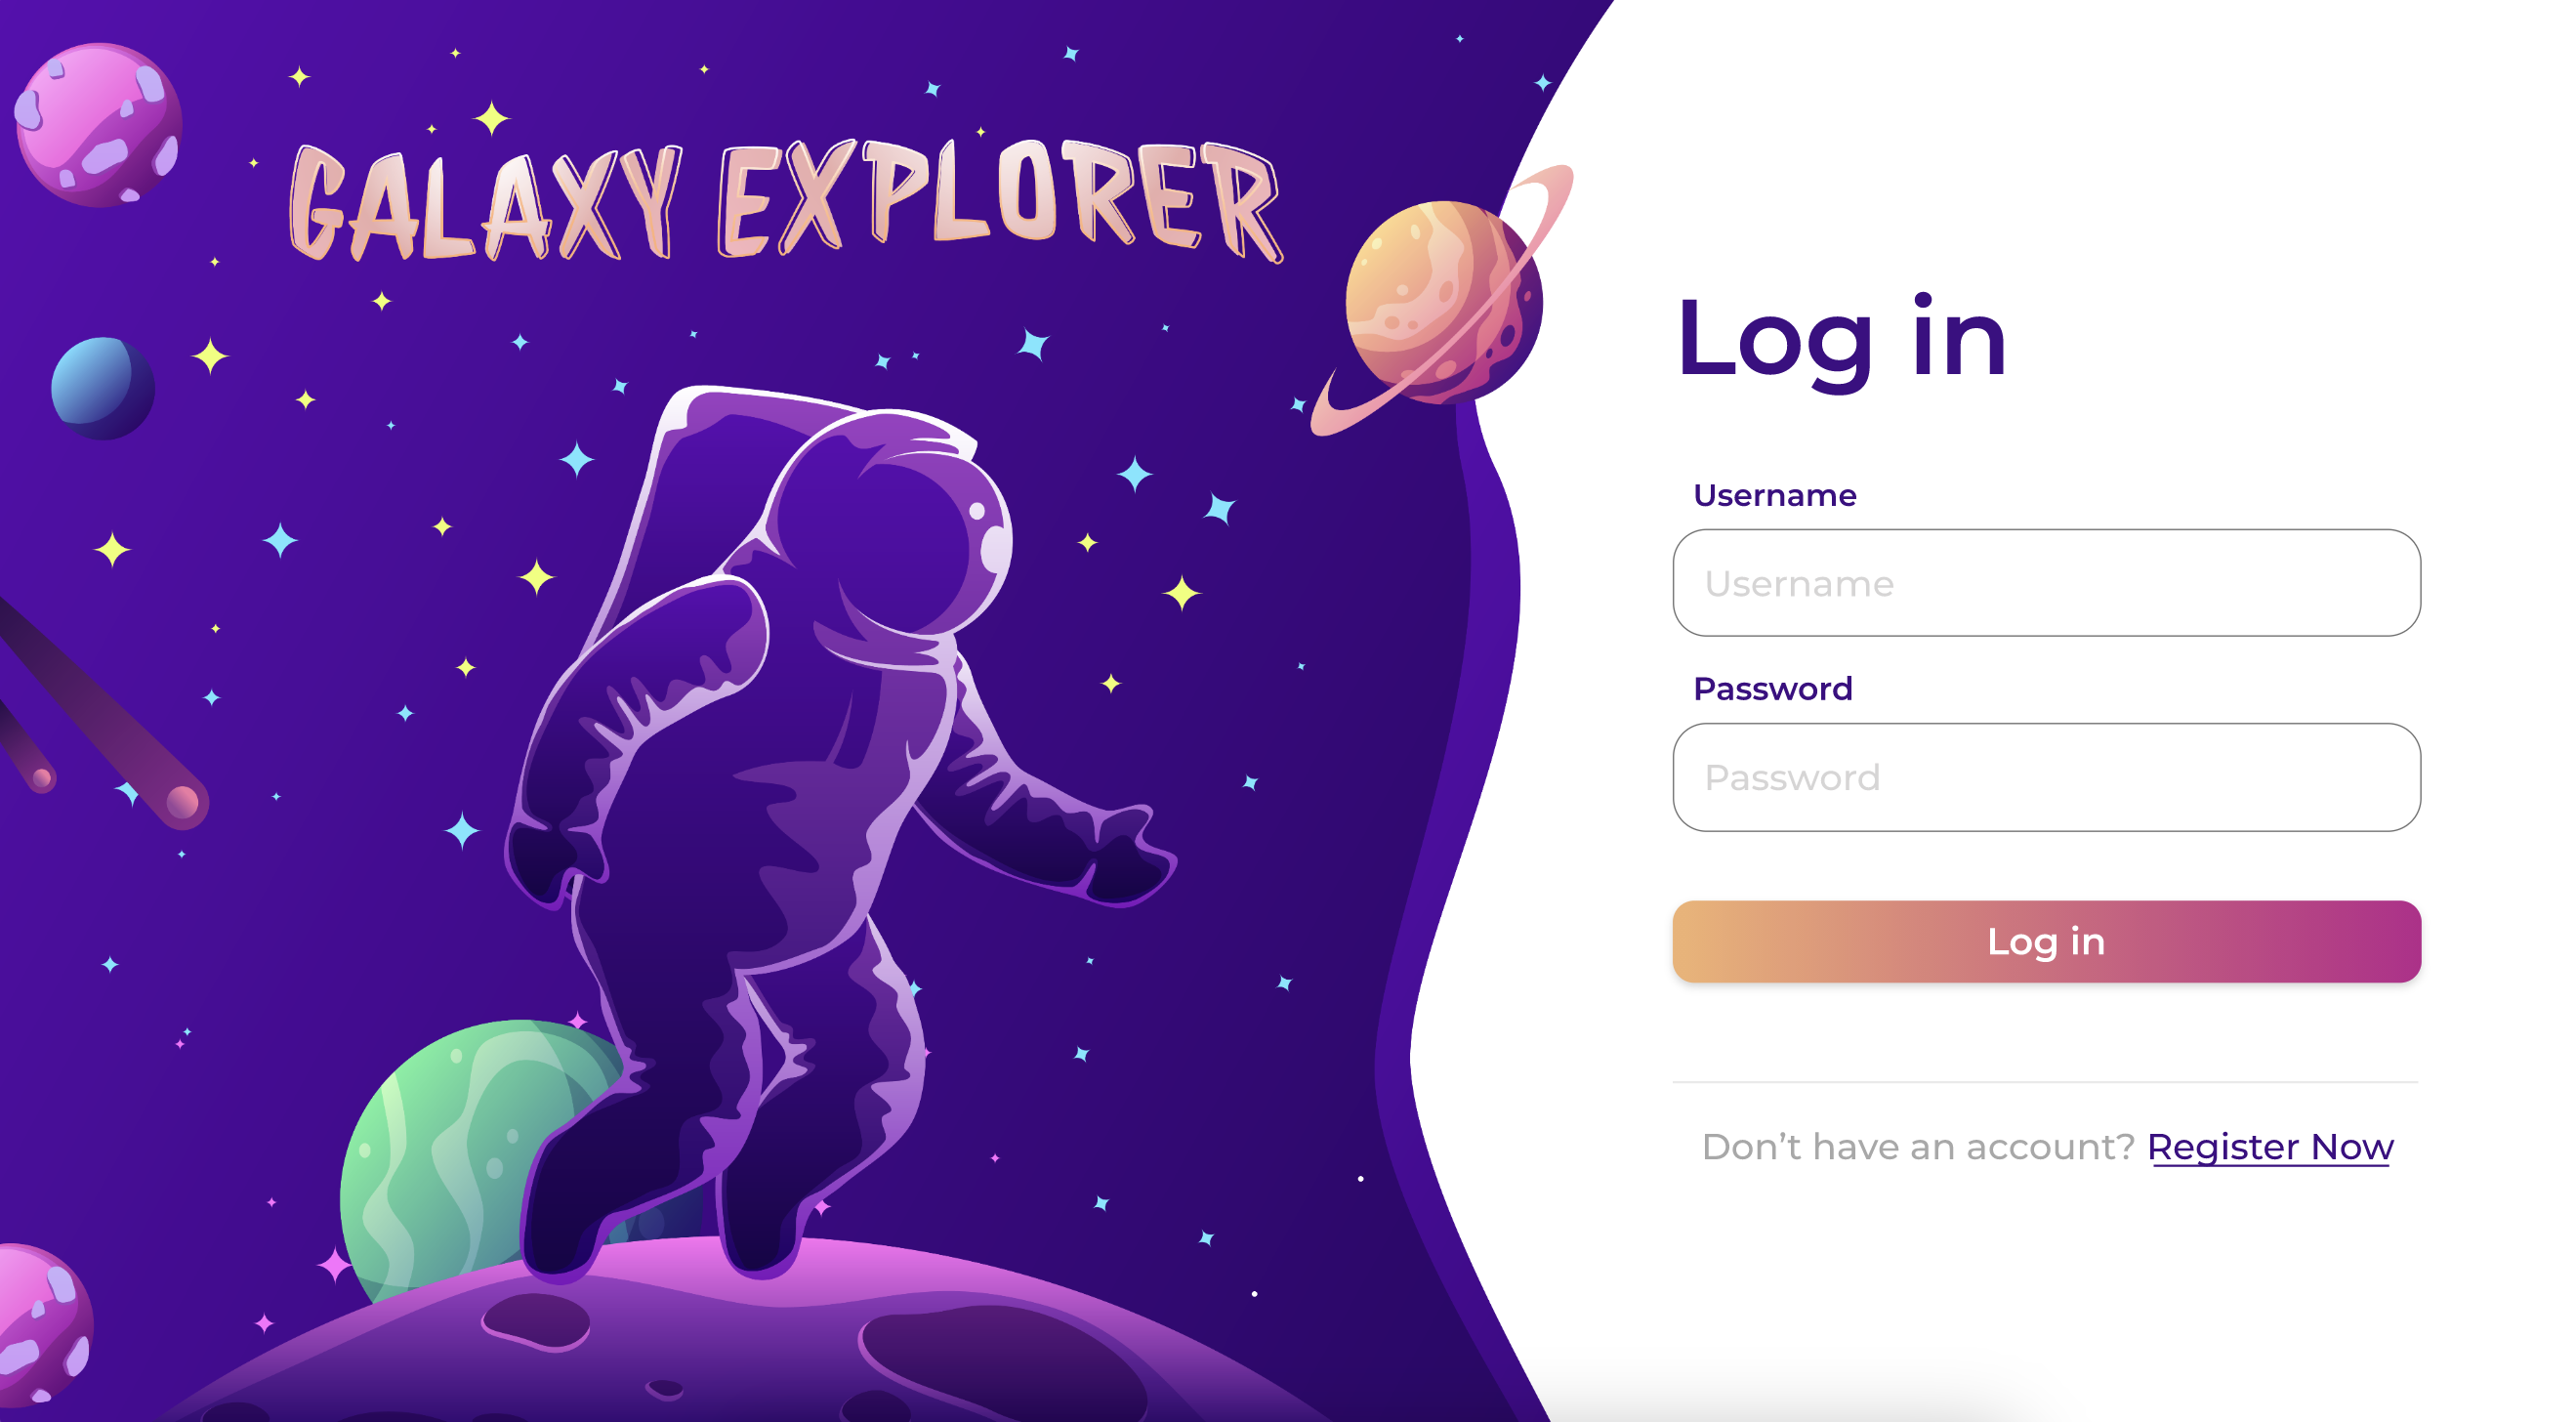 GALAXY EXPLORER
Log in
Username
Username
Password
Password
Log in
Don’t have an account? Register Now